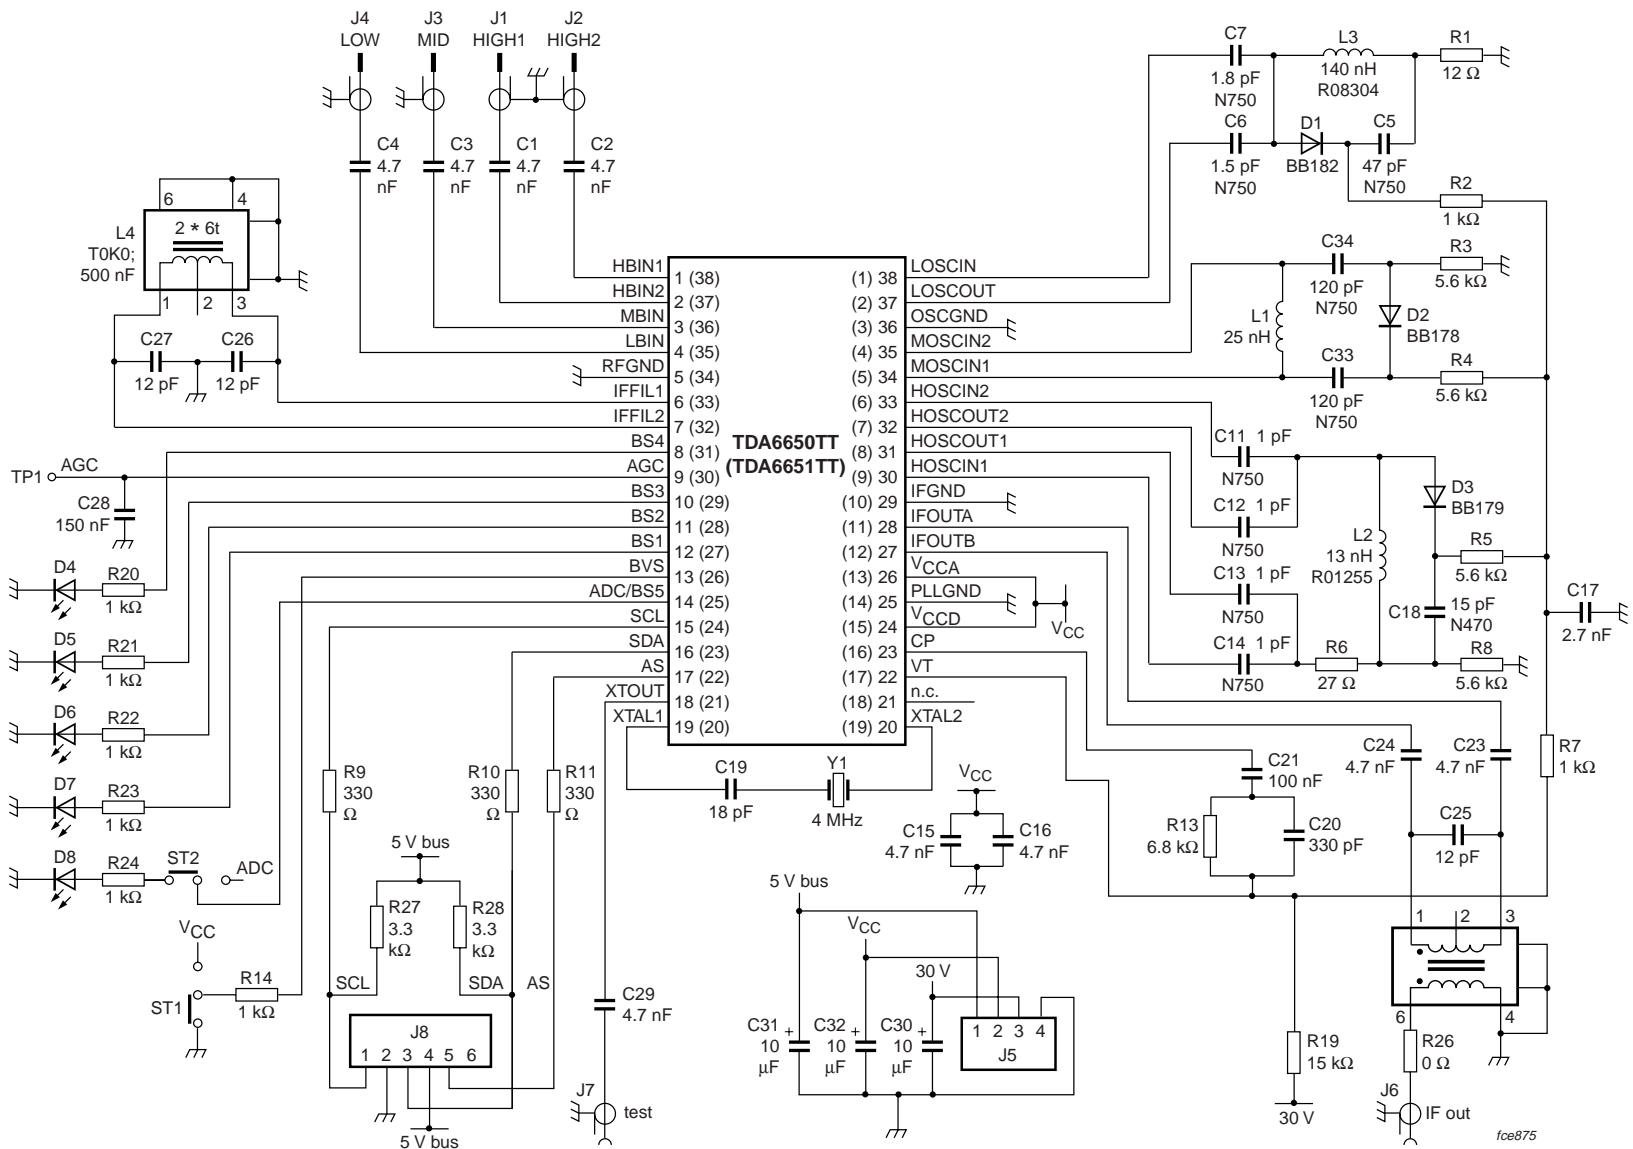 J4
LOW
J3
MID
J1
HIGH1
J2
HIGH2
C4
4.7
nF
C3
4.7
nF
C1
4.7
nF
C2
4.7
nF
C7
1.8 pF
N750
L3
140 nH
R08304
R1
12 Ω
C6
1.5 pF
N750
D1
BB182
C5
47 pF
N750
R2
1 kΩ
6
4
2 * 6t
L4
T0K0;
500 nF
1
2
3
C27
12 pF
C26
12 pF
C34
120 pF
N750
R3
5.6 kΩ
L1
25 nH
D2
BB178
C33
120 pF
N750
R4
5.6 kΩ
TDA6650TT
(TDA6651TT)
HBIN1
1 (38)
HBIN2
2 (37)
MBIN
3 (36)
LBIN
4 (35)
RFGND
5 (34)
IFFIL1
6 (33)
IFFIL2
7 (32)
BS4
8 (31)
AGC
9 (30)
BS3
10 (29)
BS2
11 (28)
BS1
12 (27)
BVS
13 (26)
ADC/BS5
14 (25)
SCL
15 (24)
SDA
16 (23)
AS
17 (22)
XTOUT
18 (21)
XTAL1
19 (20)
(1) 38
LOSCIN
(2) 37
LOSCOUT
(3) 36
OSCGND
(4) 35
MOSCIN2
(5) 34
MOSCIN1
(6) 33
HOSCIN2
(7) 32
HOSCOUT2
(8) 31
HOSCOUT1
(9) 30
HOSCIN1
(10) 29
IFGND
(11) 28
IFOUTA
(12) 27
IFOUTB
(13) 26
VCCA
(14) 25
PLLGND
(15) 24
VCCD
(16) 23
CP
(17) 22
VT
(18) 21
n.c.
(19) 20
XTAL2
VCC
TP1
AGC
C28
150 nF
C11 1 pF
N750
C12 1 pF
N750
C13 1 pF
N750
C14 1 pF
N750
D3
BB179
L2
13 nH
R01255
R5
5.6 kΩ
C18
15 pF
N470
R6
27 Ω
R8
5.6 kΩ
C17
2.7 nF
D4
R20
1 kΩ
D5
R21
1 kΩ
D6
R22
1 kΩ
D7
R23
1 kΩ
D8
R24
1 kΩ
ST2
ADC
VCC
ST1
R14
1 kΩ
R9
330
Ω
R10
330
Ω
R11
330
Ω
5 V bus
R27
3.3
kΩ
R28
3.3
kΩ
SCL
SDA
AS
J8
1 2 3 4 5 6
5 V bus
C19
18 pF
Y1
4 MHz
C29
4.7 nF
J7
test
VCC
C15
4.7 nF
C16
4.7 nF
5 V bus
VCC
30 V
C31
10
μF
+
C32
10
μF
+
C30
10
μF
+
1 2 3 4
J5
C21
100 nF
R13
6.8 kΩ
C20
330 pF
C24
4.7 nF
C23
4.7 nF
R7
1 kΩ
C25
12 pF
1
2
3
6
4
R19
15 kΩ
30 V
R26
0 Ω
J6
IF out
fce875